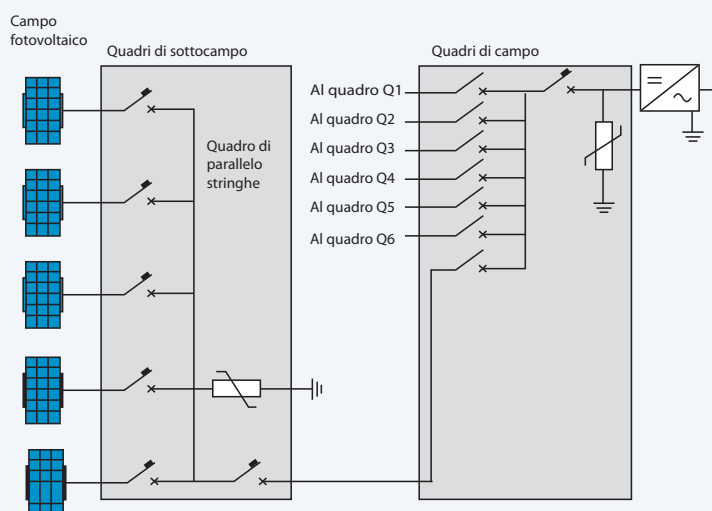 Campo
fotovoltaico
Quadri di sottocampo
Quadri di campo
Quadro di
parallelo
stringhe
Al quadro Q1
Al quadro Q2
Al quadro Q3
Al quadro Q4
Al quadro Q5
Al quadro Q6